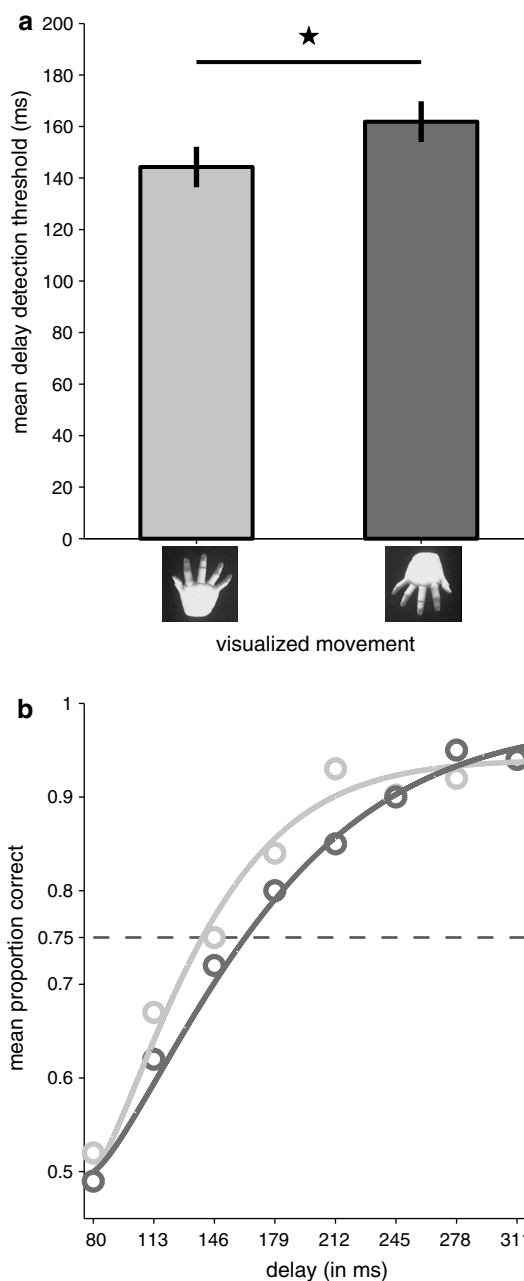 a
200
180
160
140
120
100
80
60
40
20
0
mean delay detection threshold (ms)
visualized movement
b
1
0.9
0.8
0.75
0.7
0.6
0.5
mean proportion correct
80 113 146 179 212 245 278 311
delay (in ms)